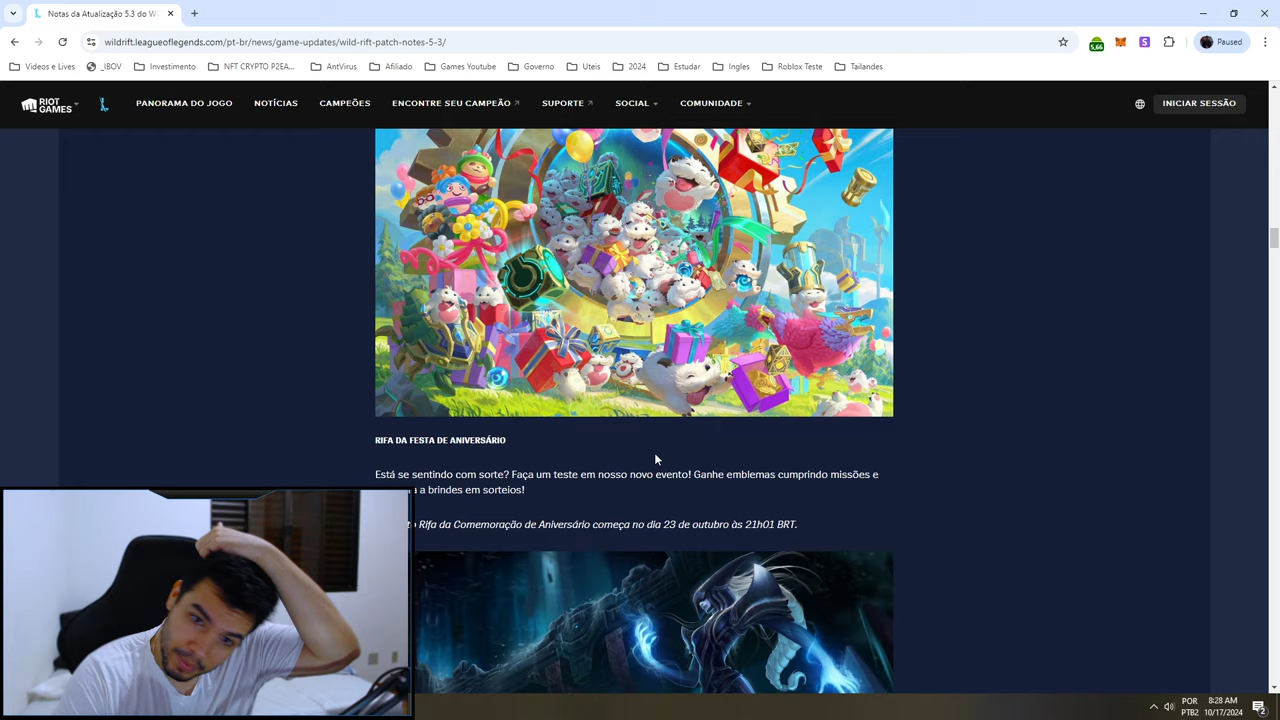 Notas da Atualização 5.3 do W
wildrift.leagueoflegends.com/pt-br/news/game-updates/wild-rift-patch-notes-5-3/
5,66
S
Paused
Videos e Lives
_IBOV
Investimento
NFT CRYPTO P2EA...
AntVirus
Afiliado
Games Youtube
Governo
Uteis
2024
Estudar
Ingles
Roblox Teste
Tailandes
RIOT GAMES
PANORAMA DO JOGO
NOTÍCIAS
CAMPEÕES
ENCONTRE SEU CAMPEÃO
SUPORTE
SOCIAL
COMUNIDADE
INICIAR SESSÃO
RIFA DA FESTA DE ANIVERSÁRIO
Está se sentindo com sorte? Faça um teste em nosso novo evento! Ganhe emblemas cumprindo missões e
a brindes em sorteios!
Rifa da Comemoração de Aniversário começa no dia 23 de outubro às 21h01 BRT.
POR
PTB2
8:28 AM
10/17/2024
2